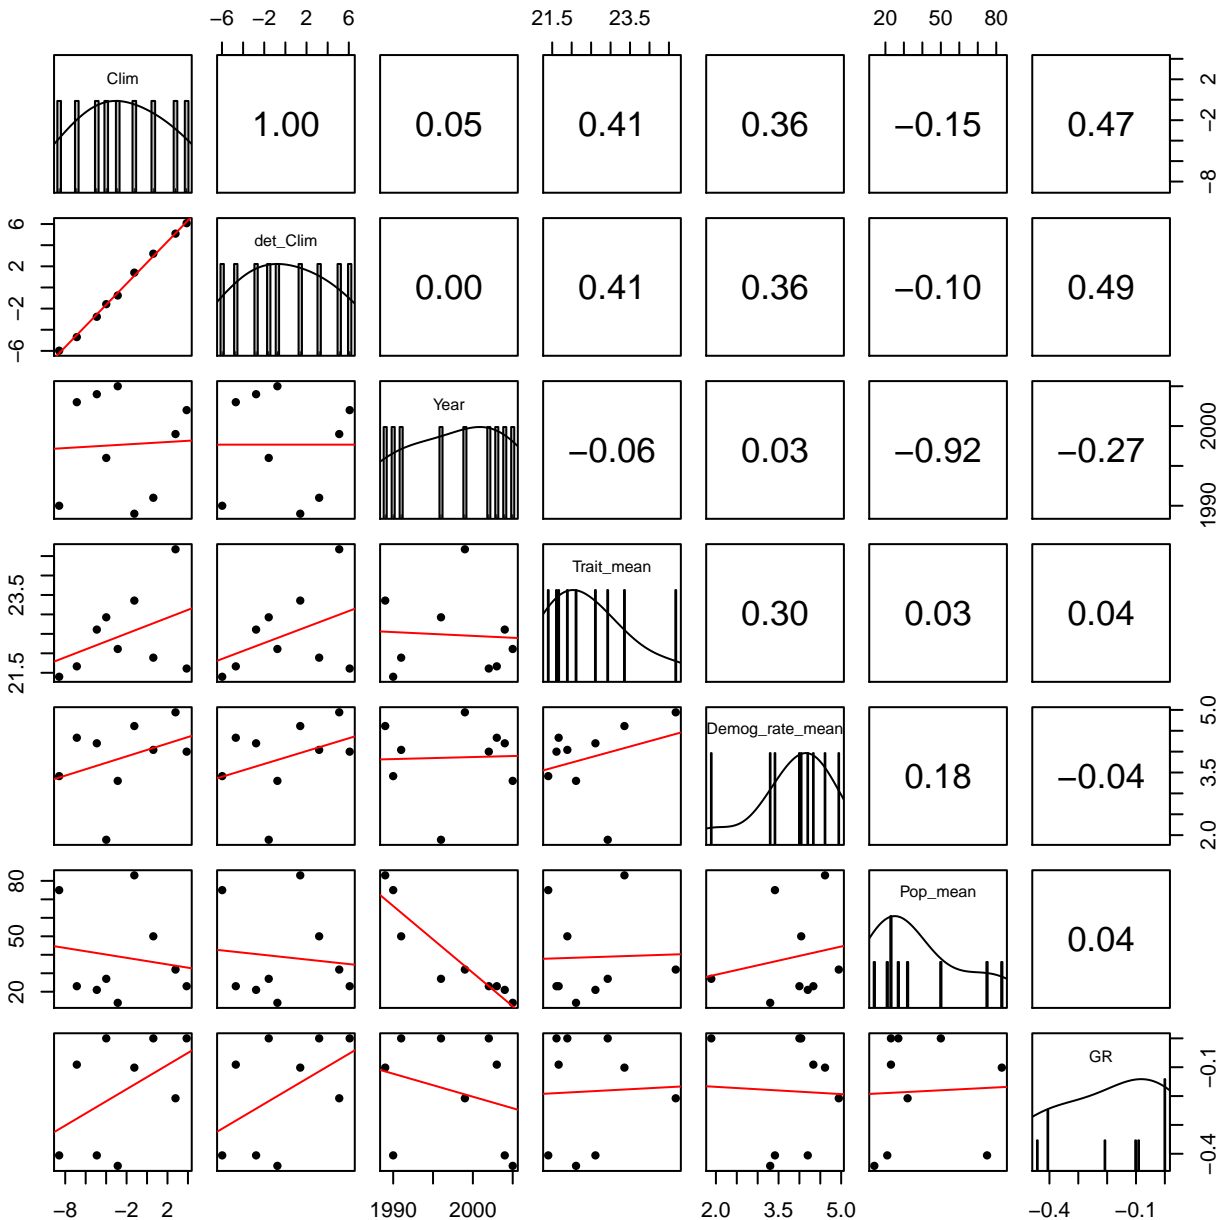 −6 −2 2 6 21.5 23.5 20 50 80
Clim 1.00 0.05 0.41 0.36 −0.15 0.47
−8 −2 2
−6 −2 2 6
det_Clim 0.00 0.41 0.36 −0.10 0.49
Year −0.06 0.03 −0.92 −0.27
1990 2000
21.5 23.5
Trait_mean 0.30 0.03 0.04
Demog_rate_mean 0.18 −0.04
2.0 3.5 5.0
20 50 80
Pop_mean 0.04
GR
−0.4 −0.1
−8 −2 2 1990 2000 2.0 3.5 5.0 −0.4 −0.1